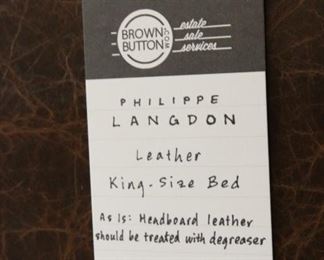 BROWN
BUTTON
.COM
estate
sale
services
PHILIPPE
LANGDON
Leather
King-Size Bed
As Is: Headboard leather
should be treated with degreaser